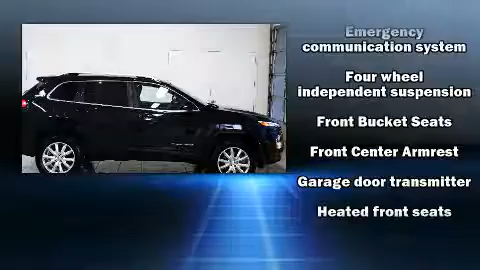 Emergency
communication system
Four wheel
independent suspension
Front Bucket Seats
Front Center Armrest
Garage door transmitter
Heated front seats